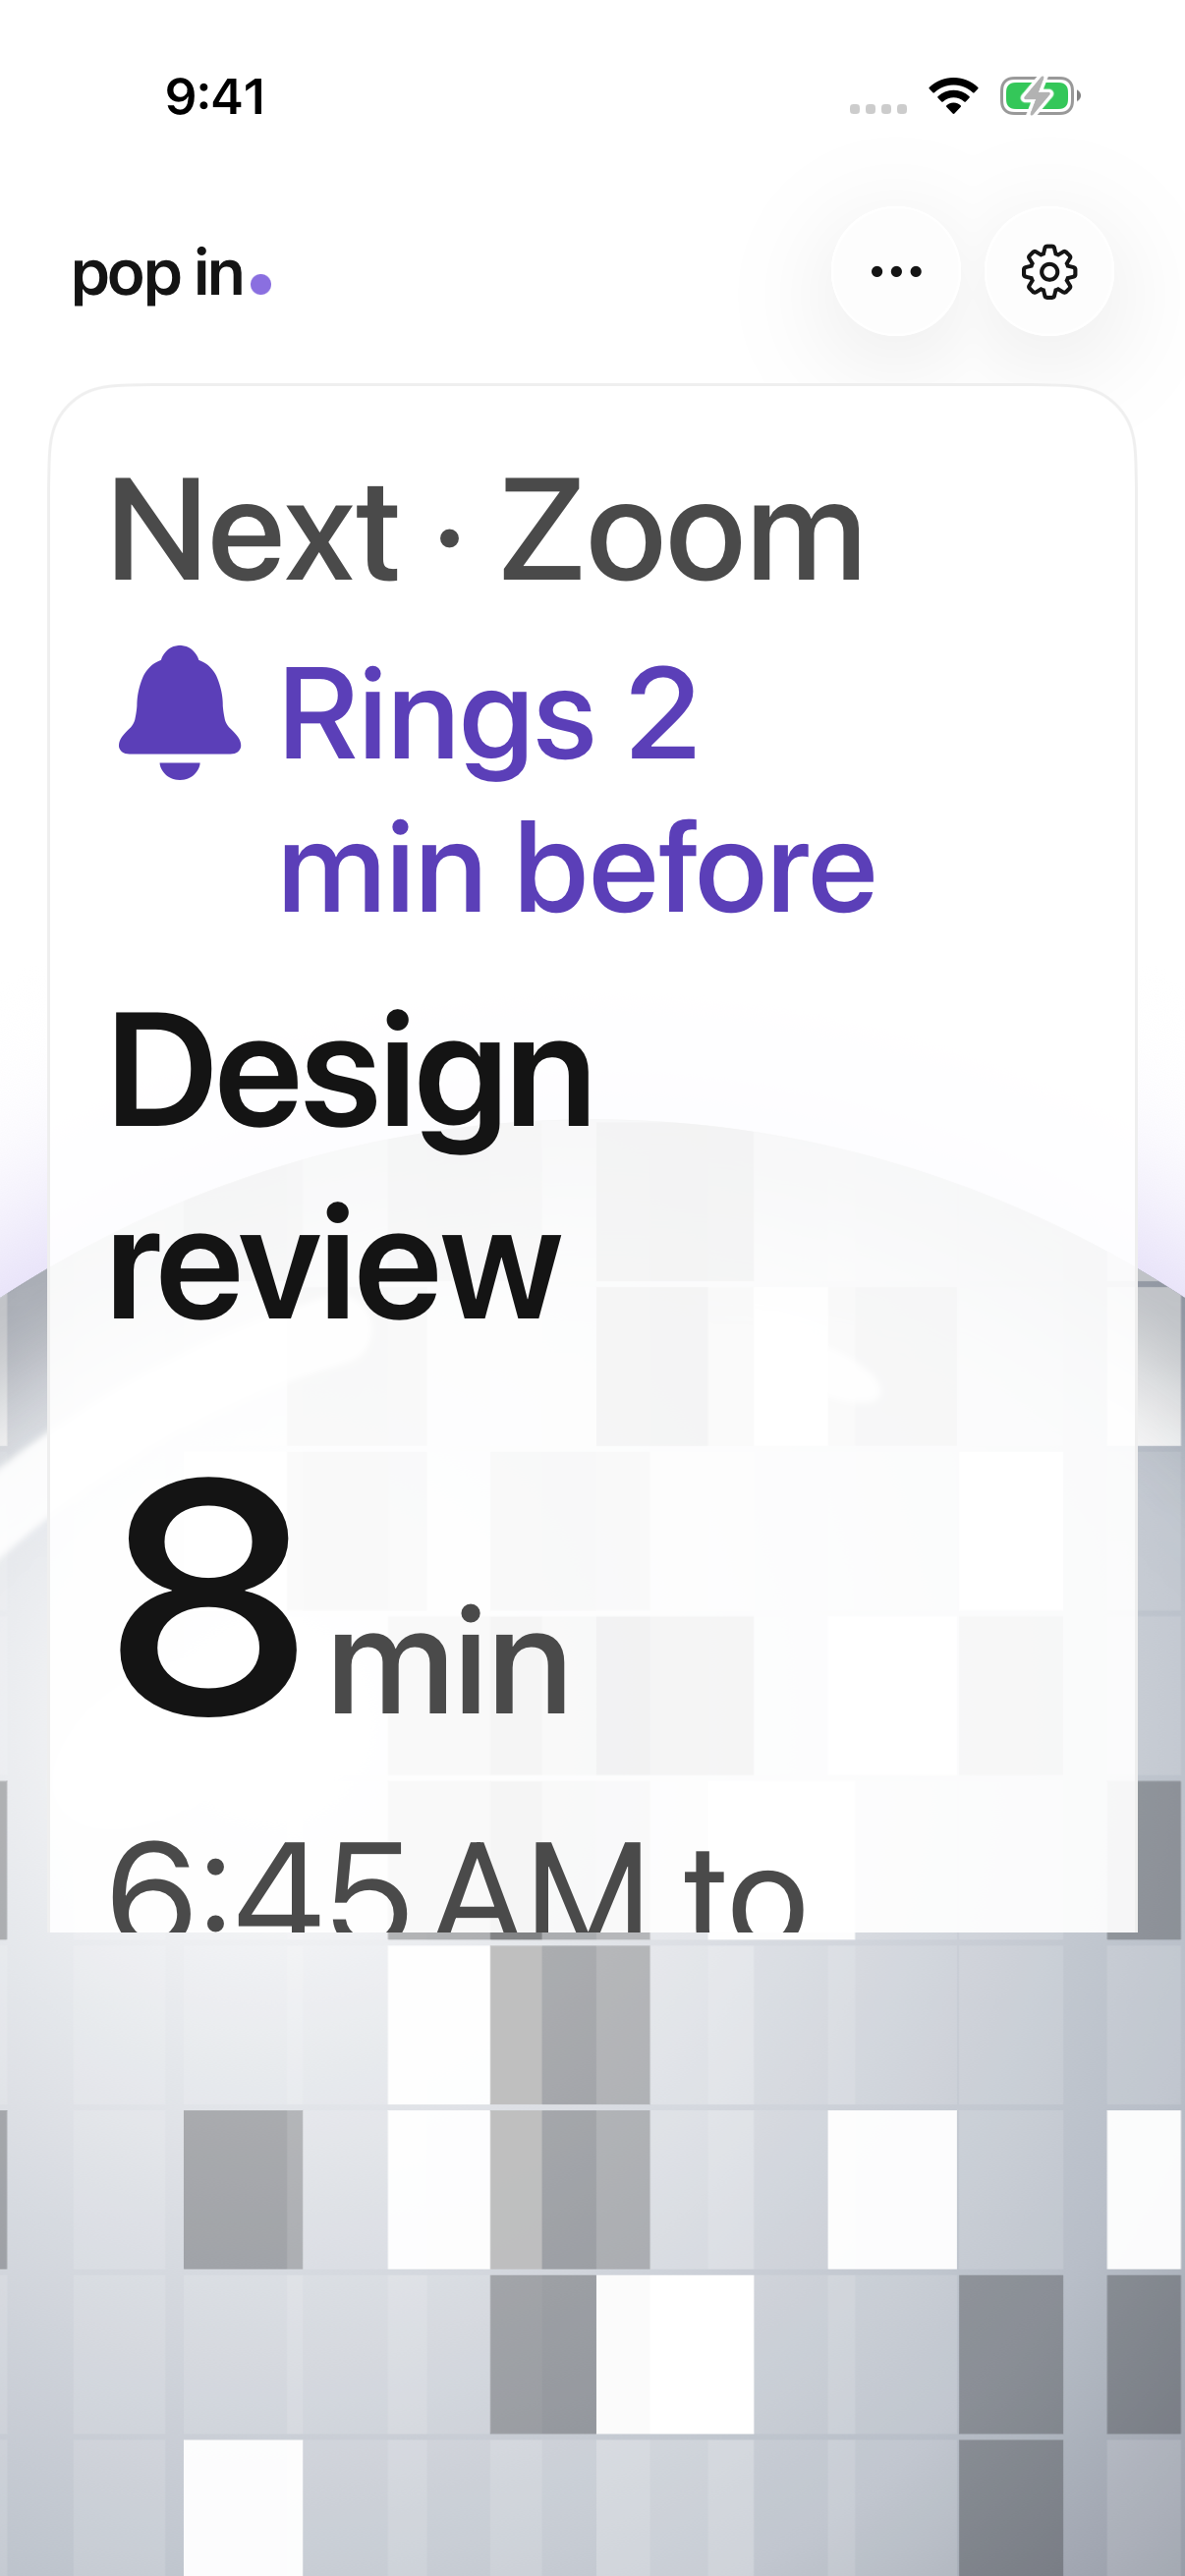 9:41
pop in.
Next · Zoom
Rings 2
min before
Design
review
8 min
6:45 AM to